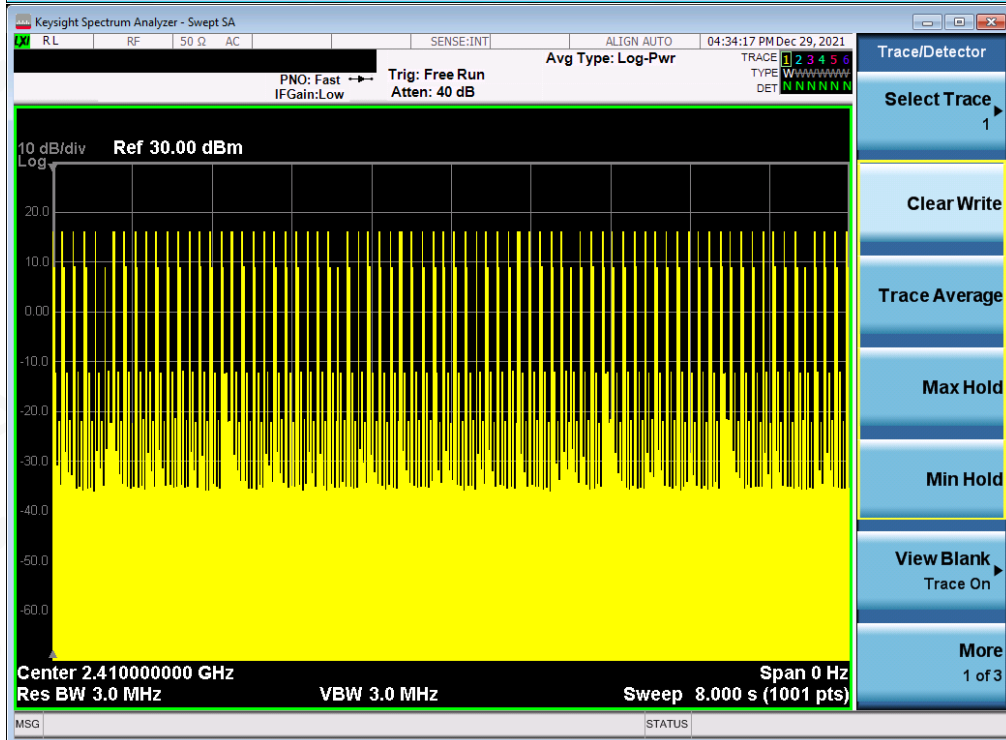 Keysight Spectrum Analyzer - Swept SA
LXI RL RF 50 Ω AC SENSE:INT ALIGN AUTO 04:34:17 PM Dec 29, 2021
Avg Type: Log-Pwr
TRACE 1 2 3 4 5 6
PNO: Fast Trig: Free Run
TYPE WWWWWW
IFGain:Low Atten: 40 dB
DET N N N N N N
10 dB/div Ref 30.00 dBm
Log
20.0
10.0
0.00
-10.0
-20.0
-30.0
-40.0
-50.0
-60.0
Center 2.410000000 GHz Span 0 Hz
Res BW 3.0 MHz VBW 3.0 MHz Sweep 8.000 s (1001 pts)
MSG STATUS
Trace/Detector
Select Trace
1
Clear Write
Trace Average
Max Hold
Min Hold
View Blank
Trace On
More
1 of 3